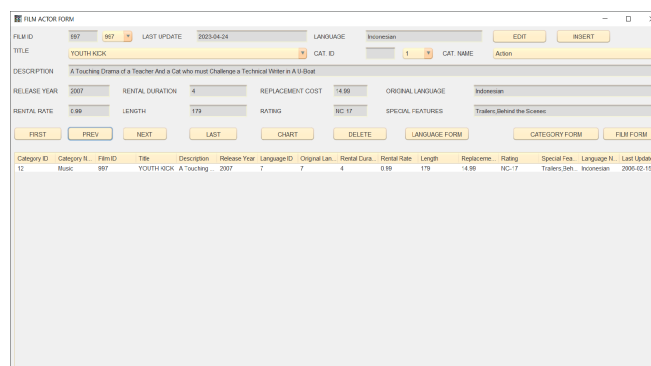 FILM ACTOR FORM
FILM ID 997 997 LAST UPDATE 2023-04-24 LANGUAGE Inconesian EDIT INSERT
TITLE YOUTH KICK CAT. ID 1 CAT. NAME Action
DESCRIPTION A Touching Drama of a Teacher And a Cat who must Challenge a Technical Writer in A U-Boat
RELEASE YEAR 2007 RENTAL DURATION 4 REPLACEMENT COST 14.99 ORIGINAL LANGUAGE Indonesian
RENTAL RATE 0.99 LENGTH 179 RATING NC-17 SPECIAL FEATURES Trailers,Behind the Scenes
FIRST PREV NEXT LAST CHART DELETE LANGUAGE FORM CATEGORY FORM FILM FORM
Category ID Category N... Film ID Title Description Release Year Language ID Original Lan... Rental Dura... Rental Rate Length Replaceme... Rating Special Fea... Language N... Last Update
12 Music 997 YOUTH KICK A Touching ... 2007 7 7 4 0.99 179 14.99 NC-17 Trailers,Beh... Inconesian 2006-02-15